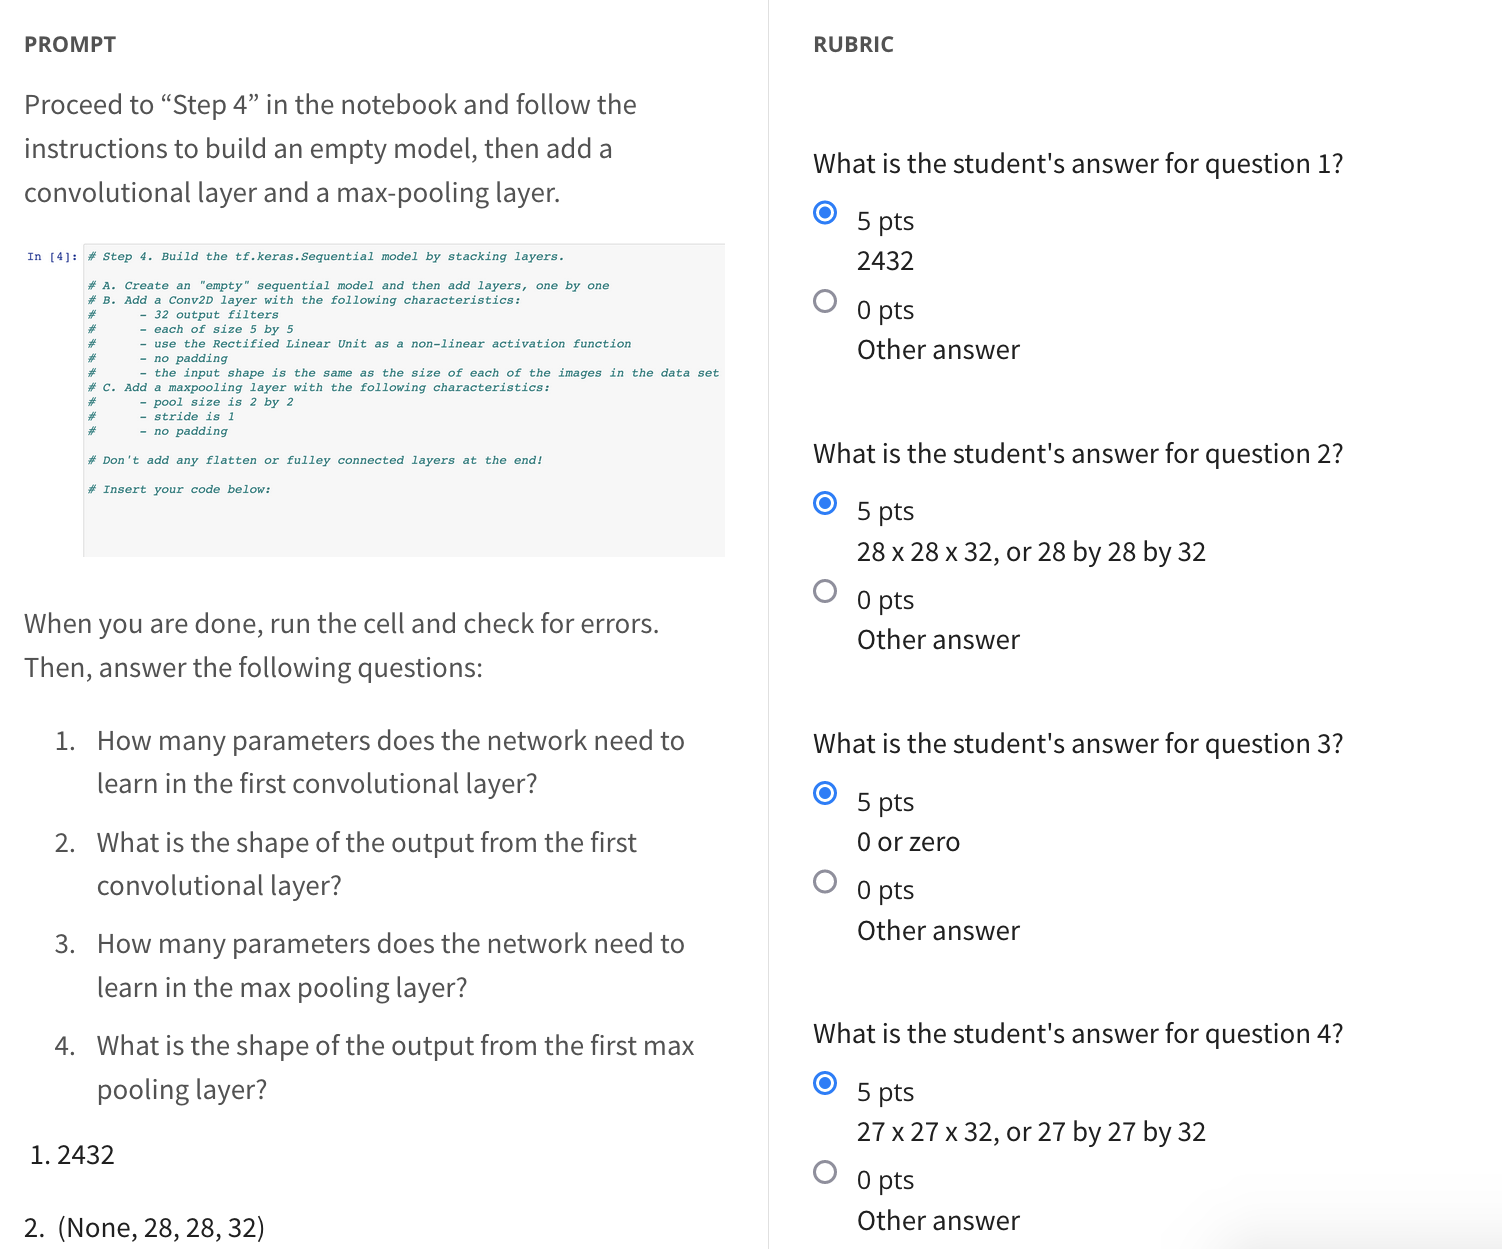 PROMPT
Proceed to “Step 4” in the notebook and follow the
instructions to build an empty model, then add a
convolutional layer and a max-pooling layer.
In [4]: # Step 4. Build the tf.keras.Sequential model by stacking layers.
# A. Create an "empty" sequential model and then add layers, one by one
# B. Add a Conv2D layer with the following characteristics:
# - 32 output filters
# - each of size 5 by 5
# - use the Rectified Linear Unit as a non-linear activation function
# - no padding
# - the input shape is the same as the size of each of the images in the data set
# C. Add a maxpooling layer with the following characteristics:
# - pool size is 2 by 2
# - stride is 1
# - no padding
# Don't add any flatten or fulley connected layers at the end!
# Insert your code below:
When you are done, run the cell and check for errors.
Then, answer the following questions:
1. How many parameters does the network need to
learn in the first convolutional layer?
2. What is the shape of the output from the first
convolutional layer?
3. How many parameters does the network need to
learn in the max pooling layer?
4. What is the shape of the output from the first max
pooling layer?
1. 2432
2. (None, 28, 28, 32)
RUBRIC
What is the student's answer for question 1?
5 pts
2432
0 pts
Other answer
What is the student's answer for question 2?
5 pts
28 x 28 x 32, or 28 by 28 by 32
0 pts
Other answer
What is the student's answer for question 3?
5 pts
0 or zero
0 pts
Other answer
What is the student's answer for question 4?
5 pts
27 x 27 x 32, or 27 by 27 by 32
0 pts
Other answer